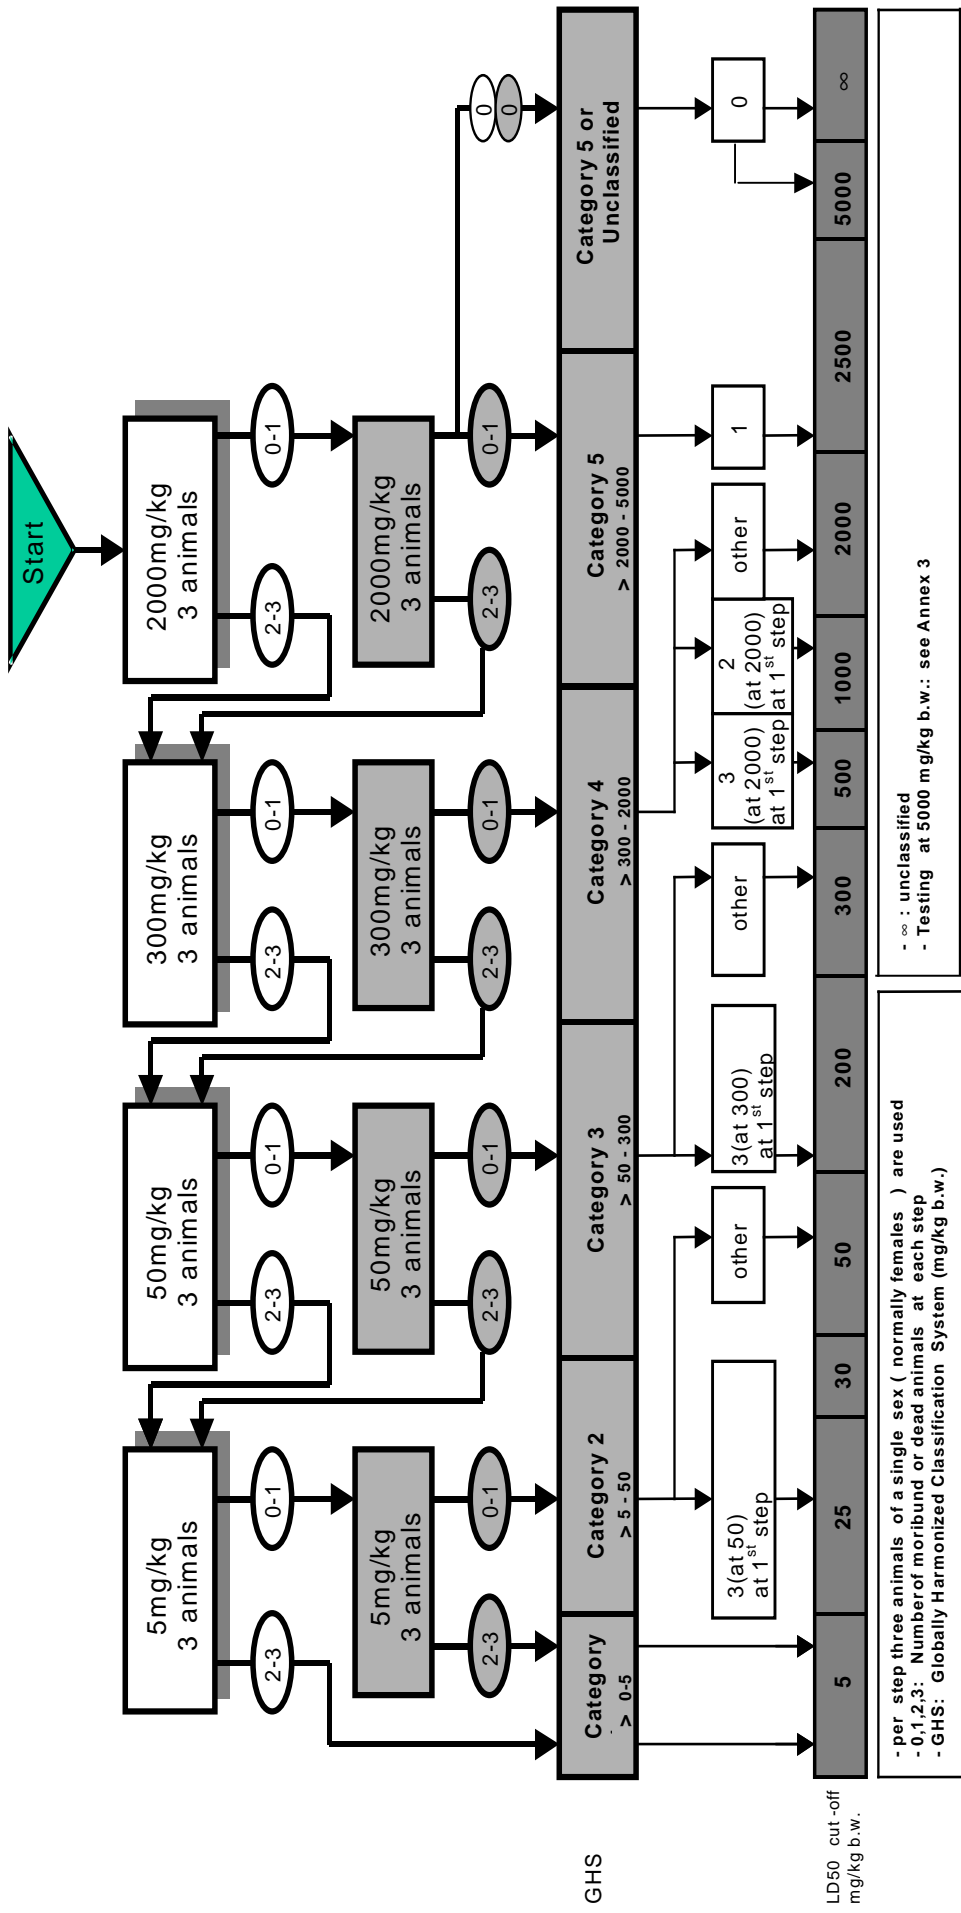 Start
5mg/kg
3 animals
50mg/kg
3 animals
300mg/kg
3 animals
2000mg/kg
3 animals
2-3
0-1
2-3
0-1
2-3
0-1
2-3
0-1
5mg/kg
3 animals
50mg/kg
3 animals
300mg/kg
3 animals
2000mg/kg
3 animals
2-3
0-1
2-3
0-1
2-3
0-1
2-3
0-1
0
0
GHS
Category
> 0-5
Category 2
> 5 - 50
Category 3
> 50 - 300
Category 4
> 300 - 2000
Category 5
> 2000 - 5000
Category 5 or
Unclassified
3(at 50)
at 1st step
other
3(at 300)
at 1st step
other
3
(at 2000)
at 1st step
2
(at 2000)
at 1st step
other
1
0
LD50 cut-off
mg/kg b.w.
5
25
30
50
200
300
500
1000
2000
2500
5000
∞
- per step three animals of a single sex ( normally females ) are used
- 0,1,2,3: Number of moribund or dead animals at each step
- GHS: Globally Harmonized Classification System (mg/kg b.w.)
- ∞ : unclassified
- Testing at 5000 mg/kg b.w.: see Annex 3